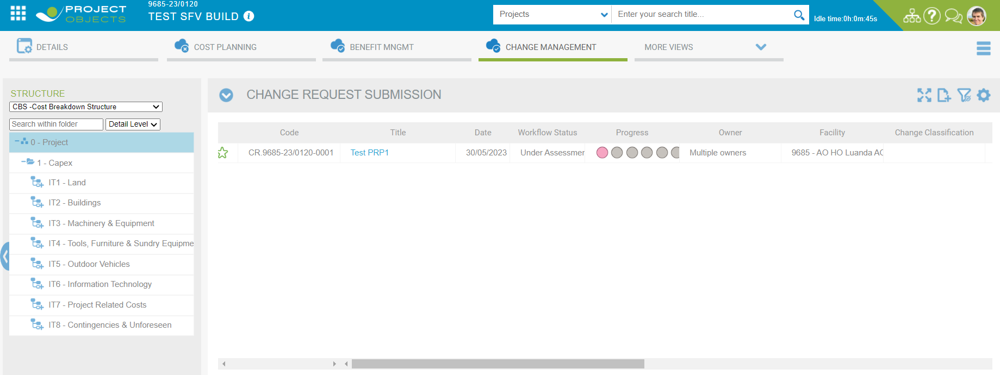 PROJECT
OBJECTS
9685-23/0120
TEST SFV BUILD
Projects
Enter your search title...
Idle time:0h:0m:45s
DETAILS
COST PLANNING
BENEFIT MNGMT
CHANGE MANAGEMENT
MORE VIEWS
STRUCTURE
CBS -Cost Breakdown Structure
Search within folder
Detail Level
0 - Project
1 - Capex
IT1 - Land
IT2 - Buildings
IT3 - Machinery & Equipment
IT4 - Tools, Furniture & Sundry Equipme
IT5 - Outdoor Vehicles
IT6 - Information Technology
IT7 - Project Related Costs
IT8 - Contingencies & Unforeseen
CHANGE REQUEST SUBMISSION
Code Title Date Workflow Status Progress Owner Facility Change Classification
CR.9685-23/0120-0001 Test PRP1 30/05/2023 Under Assessmer Multiple owners 9685 - AO HO Luanda AC